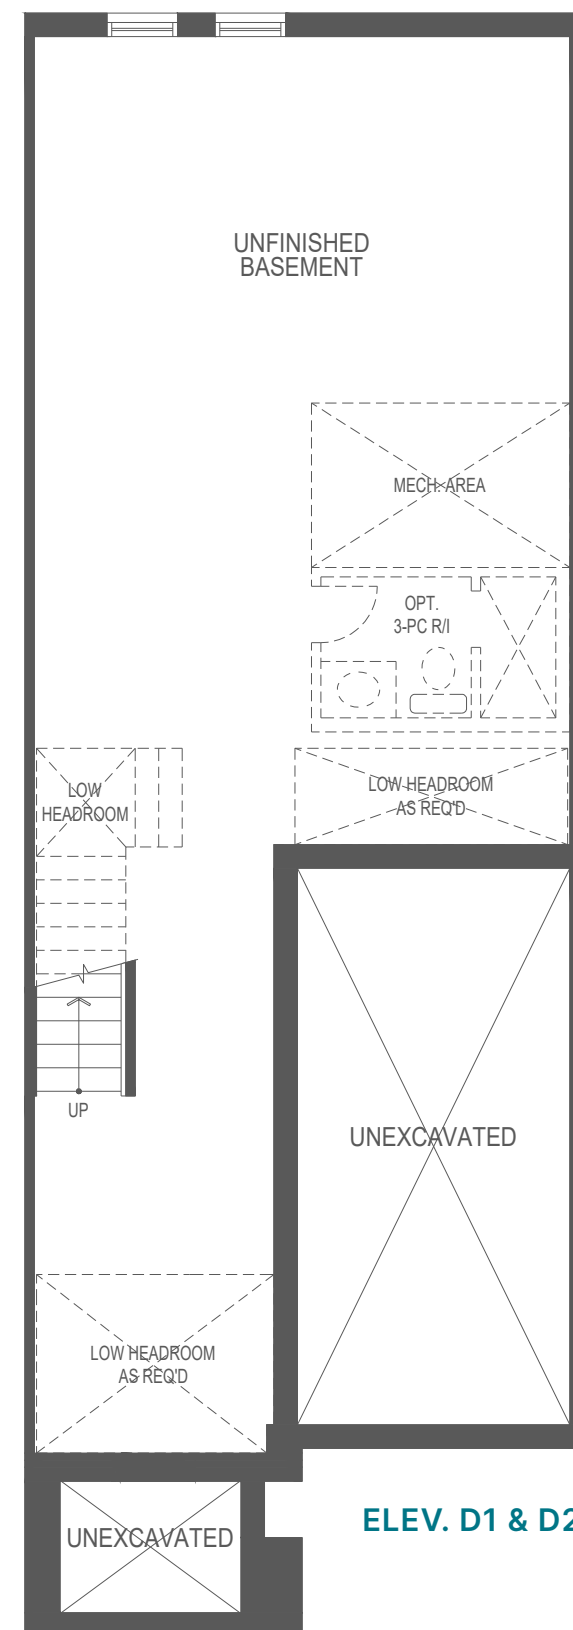 UNFINISHED
BASEMENT
MECH. AREA
OPT.
3-PC R/I
LOW
HEADROOM
LOW HEADROOM
AS REQ'D
UP
UNEXCAVATED
LOW HEADROOM
AS REQ'D
UNEXCAVATED
ELEV. D1 & D2